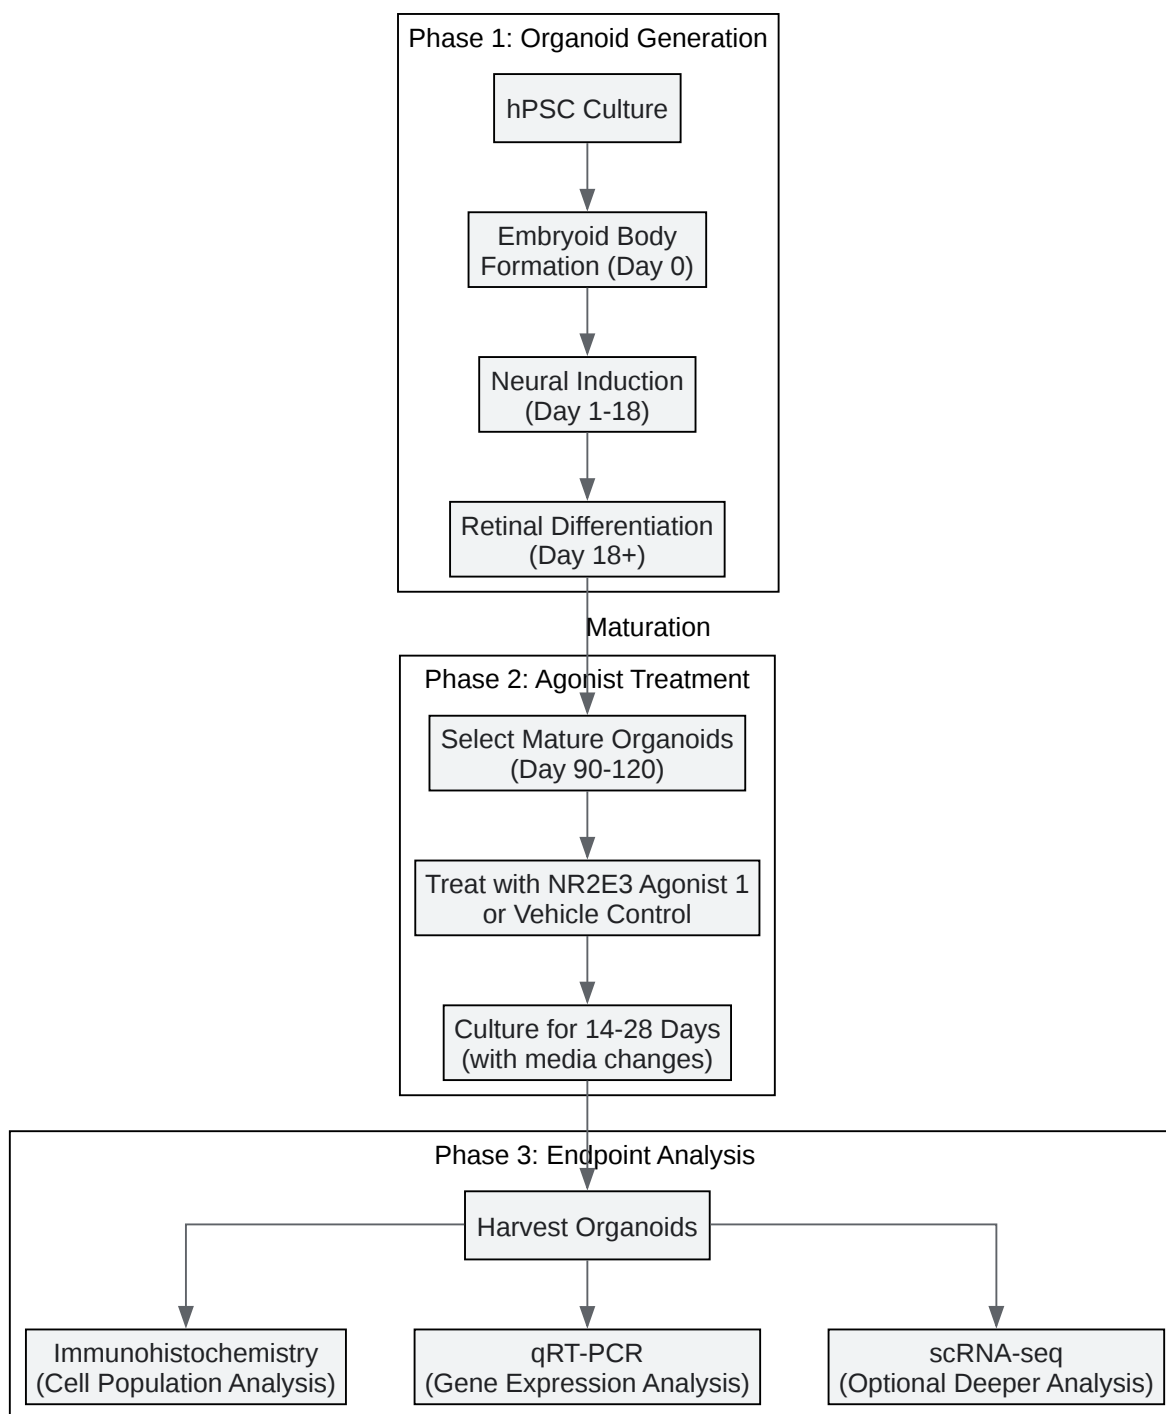 Phase 1: Organoid Generation
hPSC Culture
Embryoid Body
Formation (Day 0)
Neural Induction
(Day 1-18)
Retinal Differentiation
(Day 18+)
Maturation
Phase 2: Agonist Treatment
Select Mature Organoids
(Day 90-120)
Treat with NR2E3 Agonist 1
or Vehicle Control
Culture for 14-28 Days
(with media changes)
Phase 3: Endpoint Analysis
Harvest Organoids
Immunohistochemistry
(Cell Population Analysis)
qRT-PCR
(Gene Expression Analysis)
scRNA-seq
(Optional Deeper Analysis)